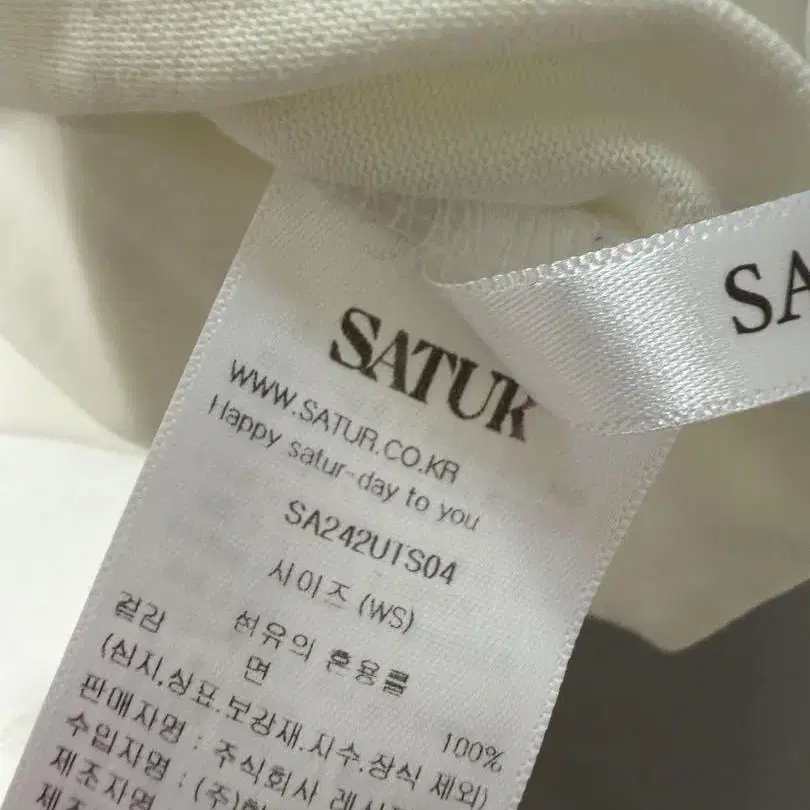 SATUR
WWW.SATUR.CO.KR
Happy satur-day to you
SA242UTS04
사이즈 (WS)
겉감 섬유의 혼용률
면 100%
(심지,상표,보강재,자수,장식 제외)
판매자명 : 주식회사
수입자명 : (주)
제조자명
SA